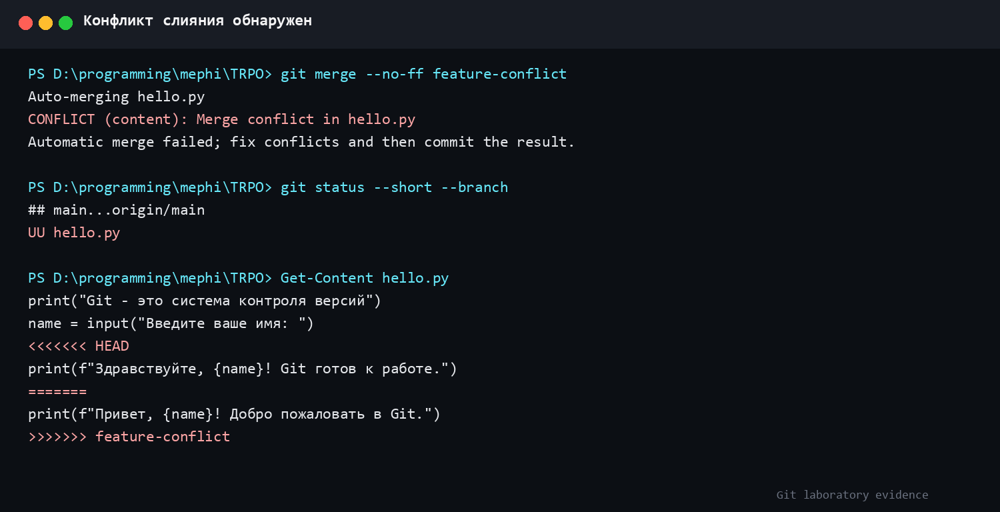 Конфликт слияния обнаружен
PS D:\programming\mephi\TRPO> git merge --no-ff feature-conflict
Auto-merging hello.py
CONFLICT (content): Merge conflict in hello.py
Automatic merge failed; fix conflicts and then commit the result.
PS D:\programming\mephi\TRPO> git status --short --branch
## main...origin/main
UU hello.py
PS D:\programming\mephi\TRPO> Get-Content hello.py
print("Git - это система контроля версий")
name = input("Введите ваше имя: ")
<<<<<<< HEAD
print(f"Здравствуйте, {name}! Git готов к работе.")
=======
print(f"Привет, {name}! Добро пожаловать в Git.")
>>>>>>> feature-conflict
Git laboratory evidence